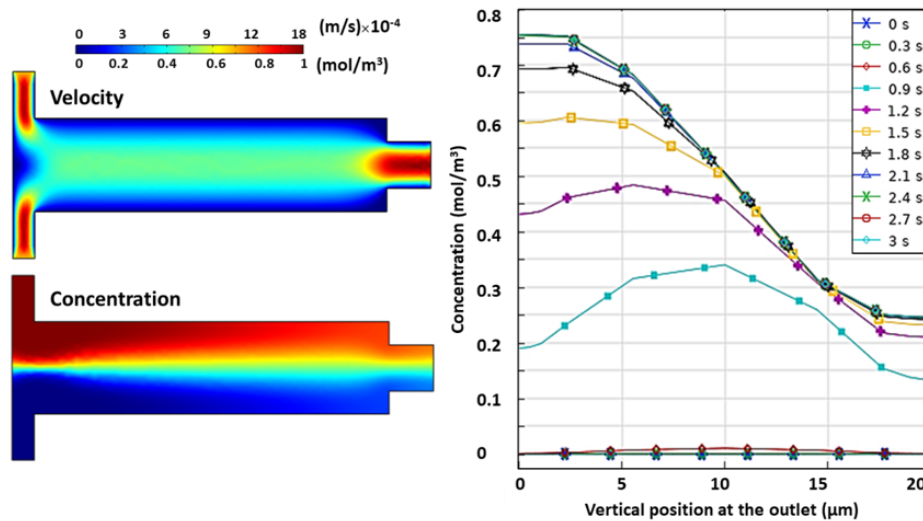 0 3 6 9 12 15 18 (m/s)×10⁻⁴
0 0.2 0.4 0.6 0.8 1 (mol/m³)
Velocity
Concentration
Concentration (mol/m³)
0.8
0.7
0.6
0.5
0.4
0.3
0.2
0.1
0
0 5 10 15 20
Vertical position at the outlet (µm)
0 s
0.3 s
0.6 s
0.9 s
1.2 s
1.5 s
1.8 s
2.1 s
2.4 s
2.7 s
3 s